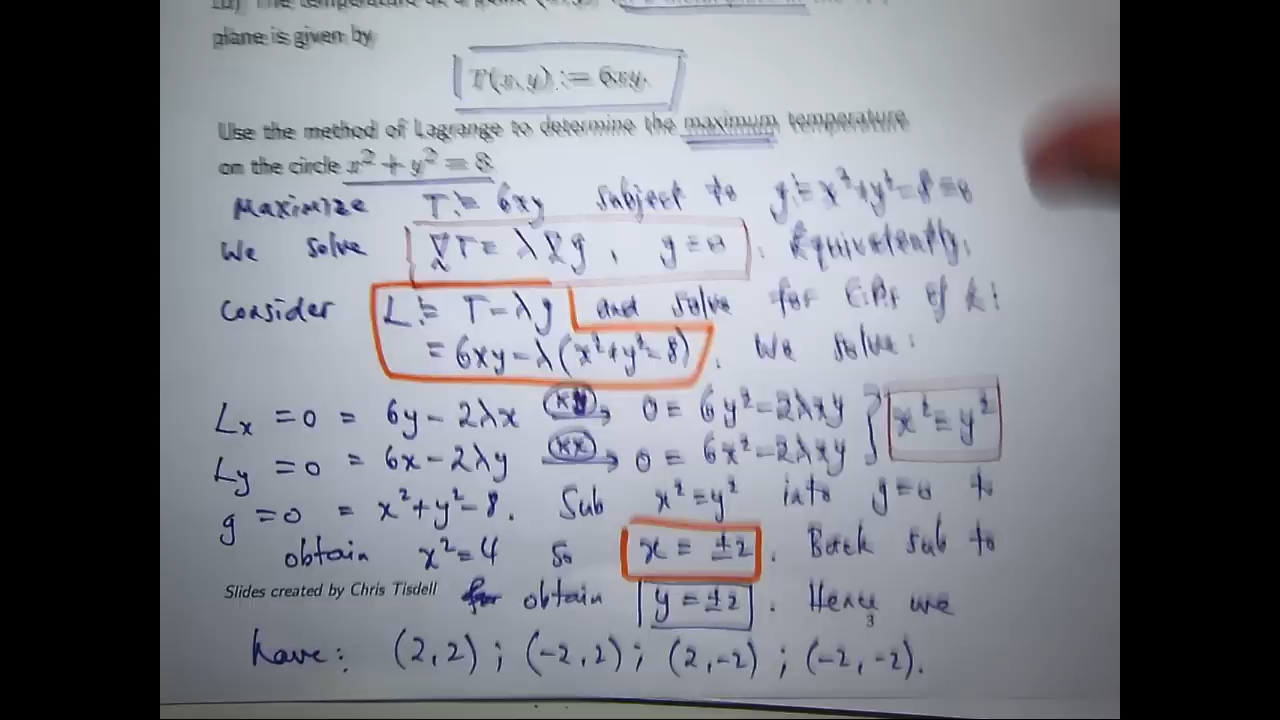 plane is given by
T(x, y) := 6xy.
Use the method of Lagrange to determine the maximum temperature
on the circle x² + y² = 8.
Maximize T := 6xy subject to g := x²+y²-8 = 0
We solve ∇T = λ∇g, g = 0. Equivalently,
Consider L := T - λg and solve for C.Pts of L:
= 6xy - λ(x²+y²-8). We solve:
Lx = 0 = 6y - 2λx (xy)→ 0 = 6y² - 2λxy } x² = y²
Ly = 0 = 6x - 2λy (xx)→ 0 = 6x² - 2λxy
g = 0 = x²+y²-8. Sub x²=y² into g=0 to
obtain x²=4 so x = ±2. Back sub to
Slides created by Chris Tisdell obtain y = ±2. Hence we
3
have: (2,2); (-2,2); (2,-2); (-2,-2).